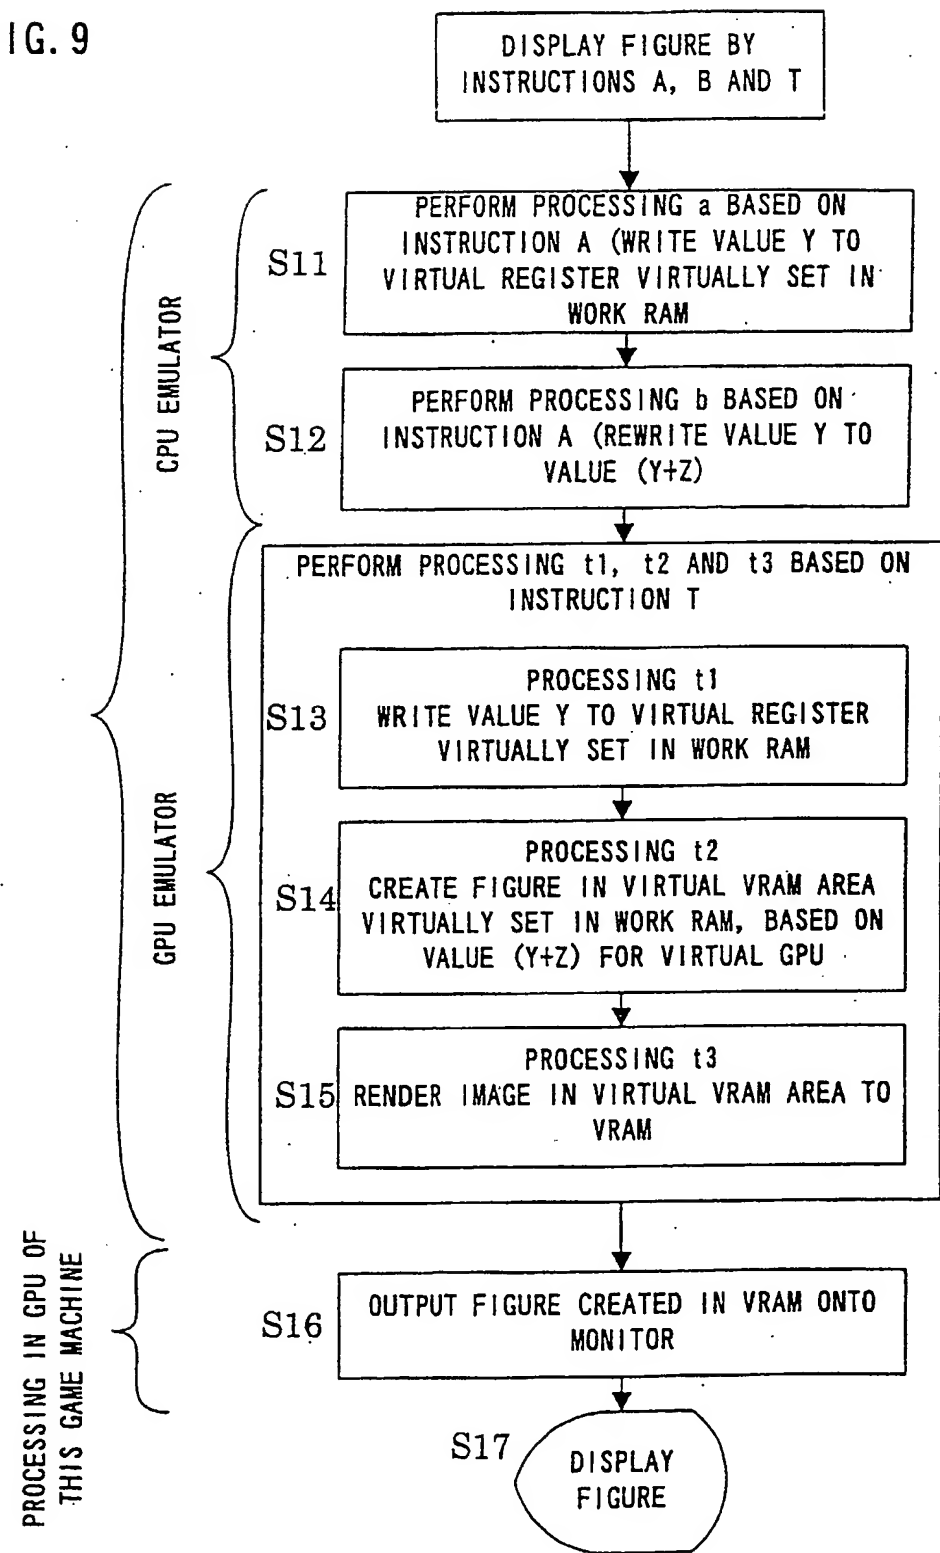 IG. 9
DISPLAY FIGURE BY
INSTRUCTIONS A, B AND T
PERFORM PROCESSING a BASED ON
INSTRUCTION A (WRITE VALUE Y TO
VIRTUAL REGISTER VIRTUALLY SET IN
WORK RAM
S11
CPU EMULATOR
PERFORM PROCESSING b BASED ON
INSTRUCTION A (REWRITE VALUE Y TO
VALUE (Y+Z)
S12
PERFORM PROCESSING t1, t2 AND t3 BASED ON
INSTRUCTION T
PROCESSING t1
WRITE VALUE Y TO VIRTUAL REGISTER
VIRTUALLY SET IN WORK RAM
S13
GPU EMULATOR
PROCESSING t2
CREATE FIGURE IN VIRTUAL VRAM AREA
VIRTUALLY SET IN WORK RAM, BASED ON
VALUE (Y+Z) FOR VIRTUAL GPU
S14
PROCESSING t3
RENDER IMAGE IN VIRTUAL VRAM AREA TO
VRAM
S15
PROCESSING IN GPU OF
THIS GAME MACHINE
OUTPUT FIGURE CREATED IN VRAM ONTO
MONITOR
S16
S17
DISPLAY
FIGURE